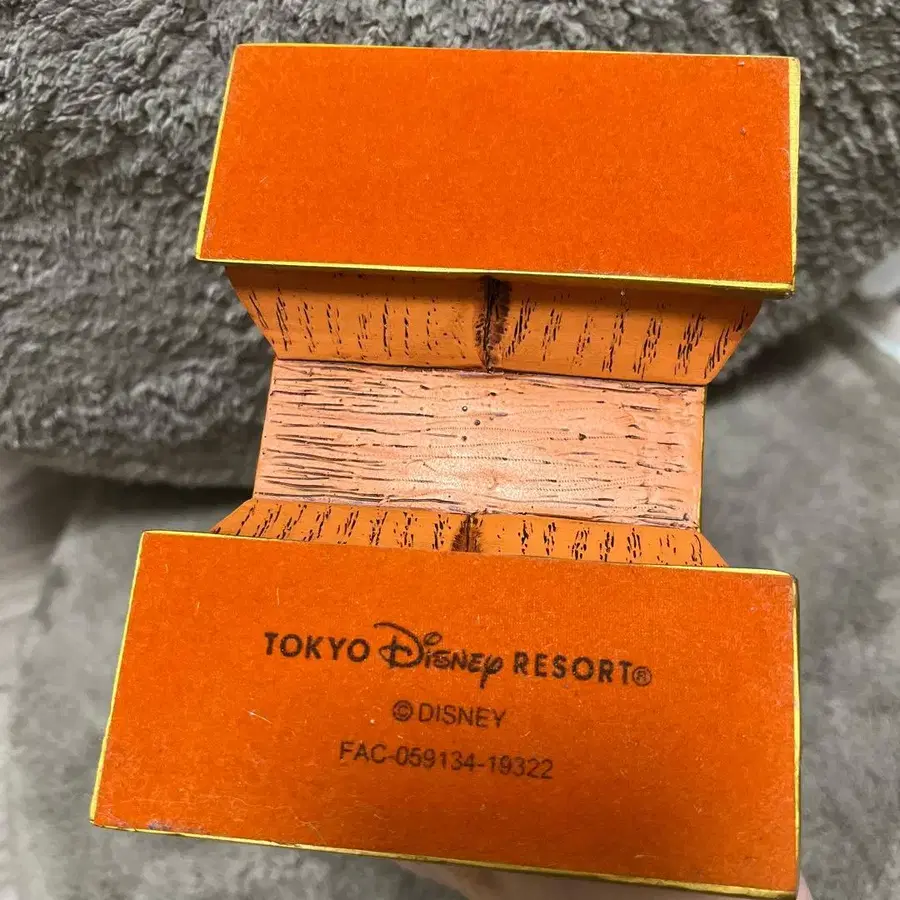 TOKYO Disney RESORT®
©DISNEY
FAC-059134-19322